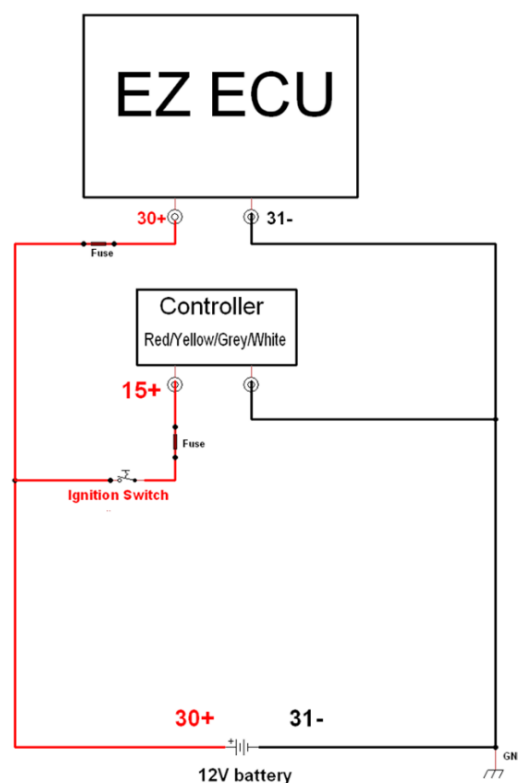 EZ ECU
30+ 31-
Fuse
Controller
Red/Yellow/Grey/White
15+
Fuse
Ignition Switch
30+ 31-
+
GN
12V battery